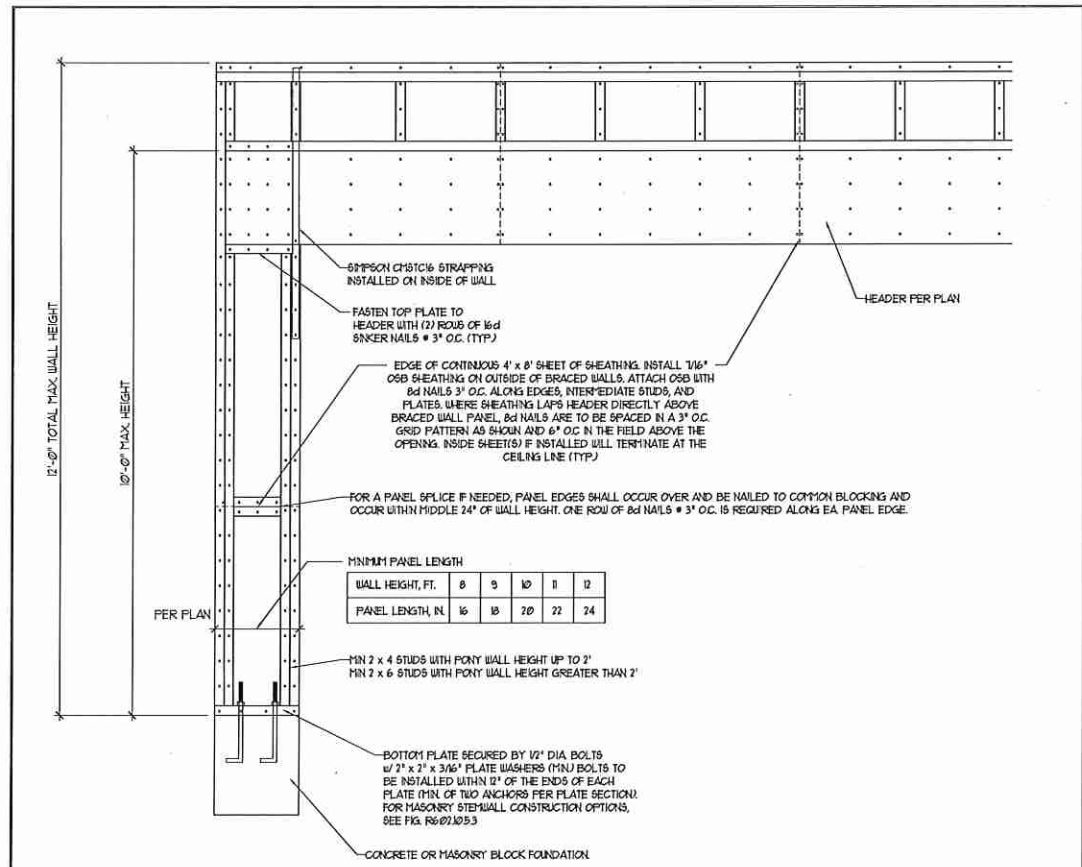 SIMPSON CMSTC16 STRAPPING
INSTALLED ON INSIDE OF WALL
HEADER PER PLAN
FASTEN TOP PLATE TO
HEADER WITH (2) ROWS OF 16d
SINKER NAILS @ 3" O.C. (TYP.)
EDGE OF CONTINUOUS 4' x 8' SHEET OF SHEATHING. INSTALL 7/16"
OSB SHEATHING ON OUTSIDE OF BRACED WALLS. ATTACH OSB WITH
8d NAILS 3" O.C. ALONG EDGES, INTERMEDIATE STUDS, AND
PLATES. WHERE SHEATHING LAPS HEADER DIRECTLY ABOVE
BRACED WALL PANEL, 8d NAILS ARE TO BE SPACED IN A 3" O.C.
GRID PATTERN AS SHOWN AND 6" O.C IN THE FIELD ABOVE THE
OPENING. INSIDE SHEET(S) IF INSTALLED WILL TERMINATE AT THE
CEILING LINE (TYP.)
12'-0" TOTAL MAX. WALL HEIGHT
10'-0" MAX. HEIGHT
FOR A PANEL SPLICE IF NEEDED, PANEL EDGES SHALL OCCUR OVER AND BE NAILED TO COMMON BLOCKING AND
OCCUR WITHIN MIDDLE 24" OF WALL HEIGHT. ONE ROW OF 8d NAILS @ 3" O.C. IS REQUIRED ALONG EA. PANEL EDGE.
MINIMUM PANEL LENGTH
WALL HEIGHT, FT. 8 9 10 11 12
PANEL LENGTH, IN. 16 18 20 22 24
PER PLAN
MIN 2 x 4 STUDS WITH PONY WALL HEIGHT UP TO 2'
MIN 2 x 6 STUDS WITH PONY WALL HEIGHT GREATER THAN 2'
BOTTOM PLATE SECURED BY 1/2" DIA. BOLTS
w/ 2" x 2" x 3/16" PLATE WASHERS (MIN.) BOLTS TO
BE INSTALLED WITHIN 12" OF THE ENDS OF EACH
PLATE (MIN. OF TWO ANCHORS PER PLATE SECTION).
FOR MASONRY STEMWALL CONSTRUCTION OPTIONS,
SEE FIG. R602.10.5.3
CONCRETE OR MASONRY BLOCK FOUNDATION.